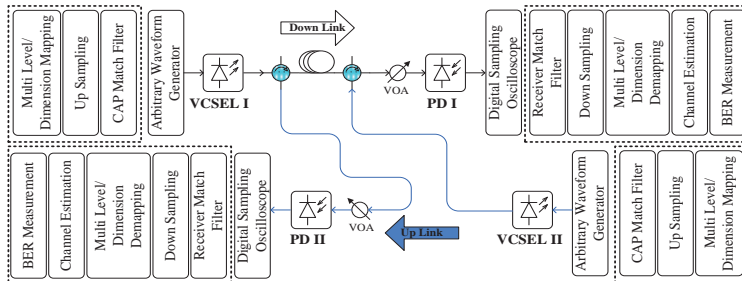 Multi Level/
Dimension Mapping
Up Sampling
CAP Match Filter
Arbitrary Waveform
Generator
VCSEL I
Down Link
VOA
PD I
Digital Sampling
Oscilloscope
Receiver Match
Filter
Down Sampling
Multi Level/
Dimension
Demapping
Channel Estimation
BER Measurement
BER Measurement
Channel Estimation
Multi Level/
Dimension
Demapping
Down Sampling
Receiver Match
Filter
Digital Sampling
Oscilloscope
PD II
VOA
Up Link
VCSEL II
Arbitrary Waveform
Generator
CAP Match Filter
Up Sampling
Multi Level/
Dimension Mapping